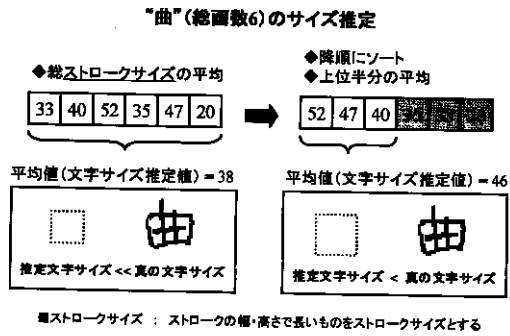 “曲”(総画数6)のサイズ推定
◆総ストロークサイズの平均
33 40 52 35 47 20
平均値(文字サイズ推定値)=38
曲
推定文字サイズ << 真の文字サイズ
◆降順にソート
◆上位半分の平均
52 47 40
平均値(文字サイズ推定値)=46
曲
推定文字サイズ < 真の文字サイズ
ストロークサイズ : ストロークの幅・高さで長いものをストロークサイズとする